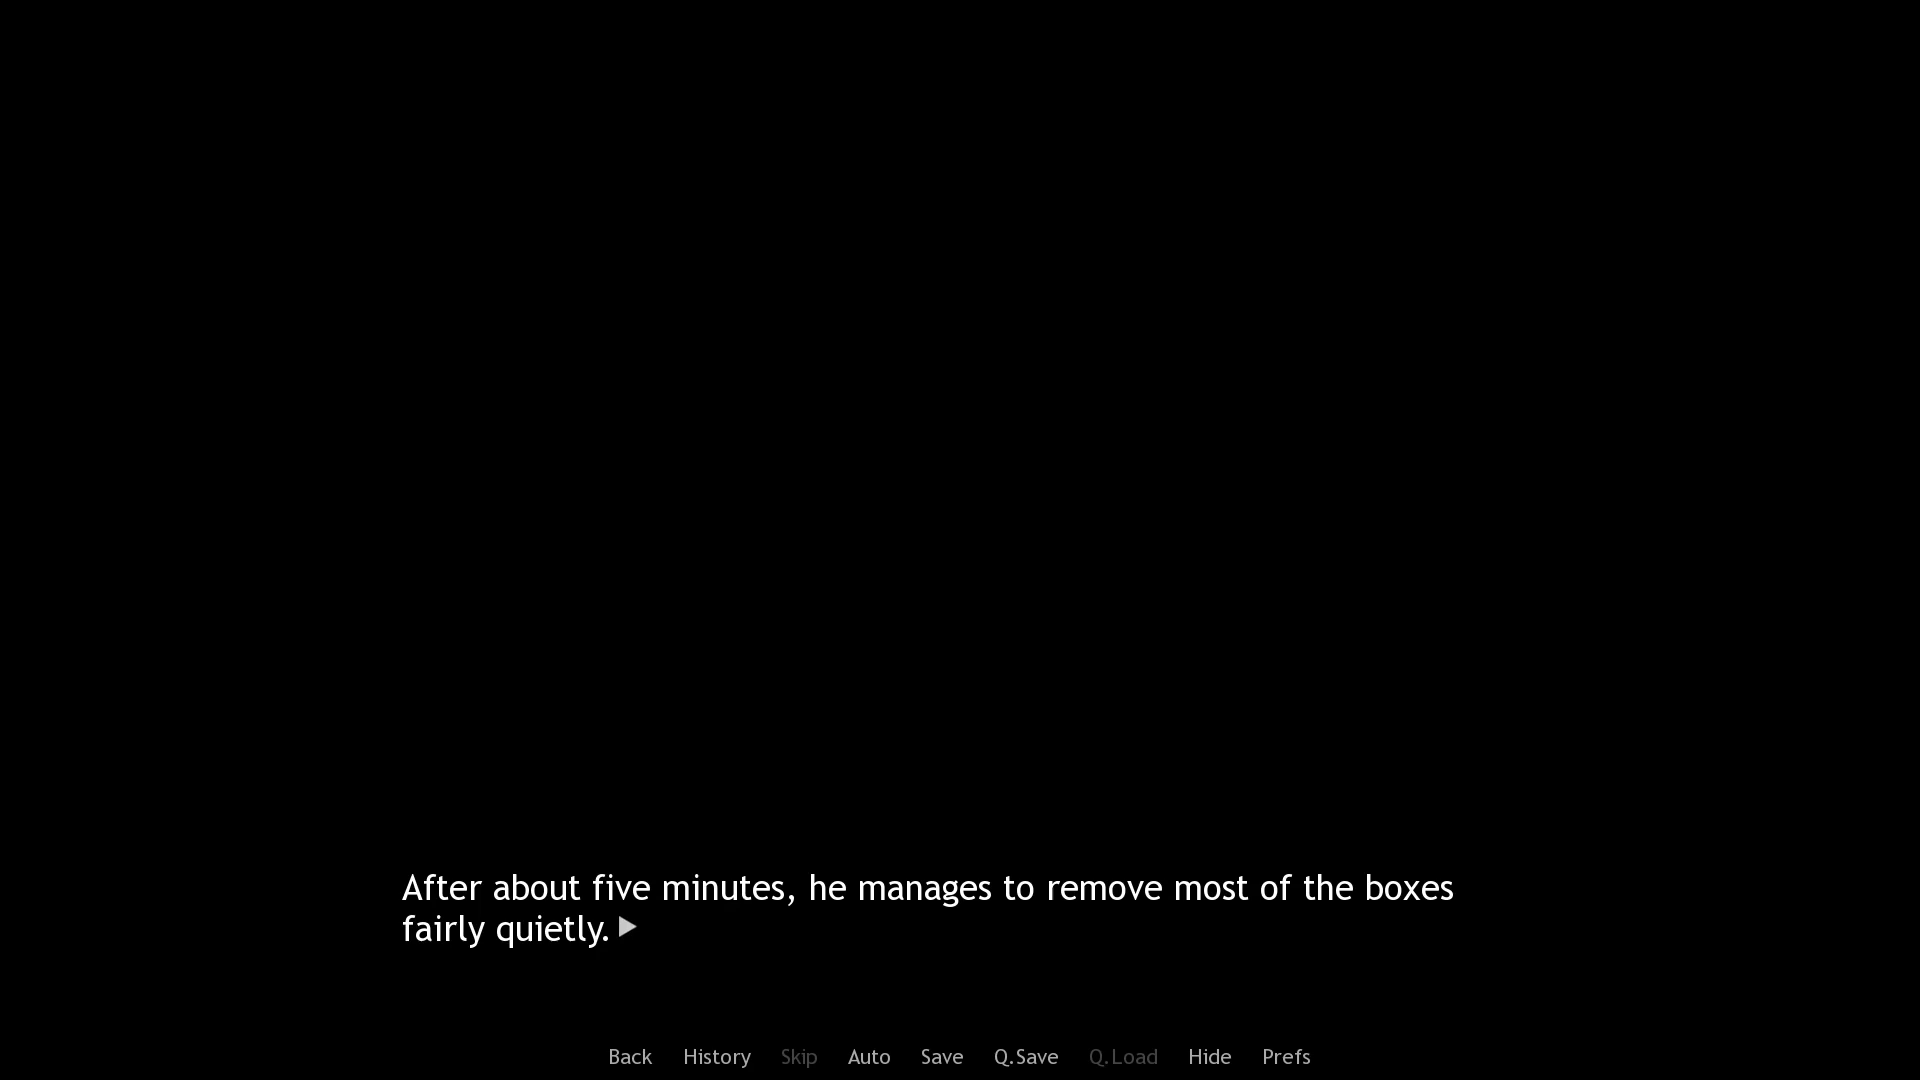 After about five minutes, he manages to remove most of the boxes
fairly quietly.
Back History Skip Auto Save Q.Save Q.Load Hide Prefs